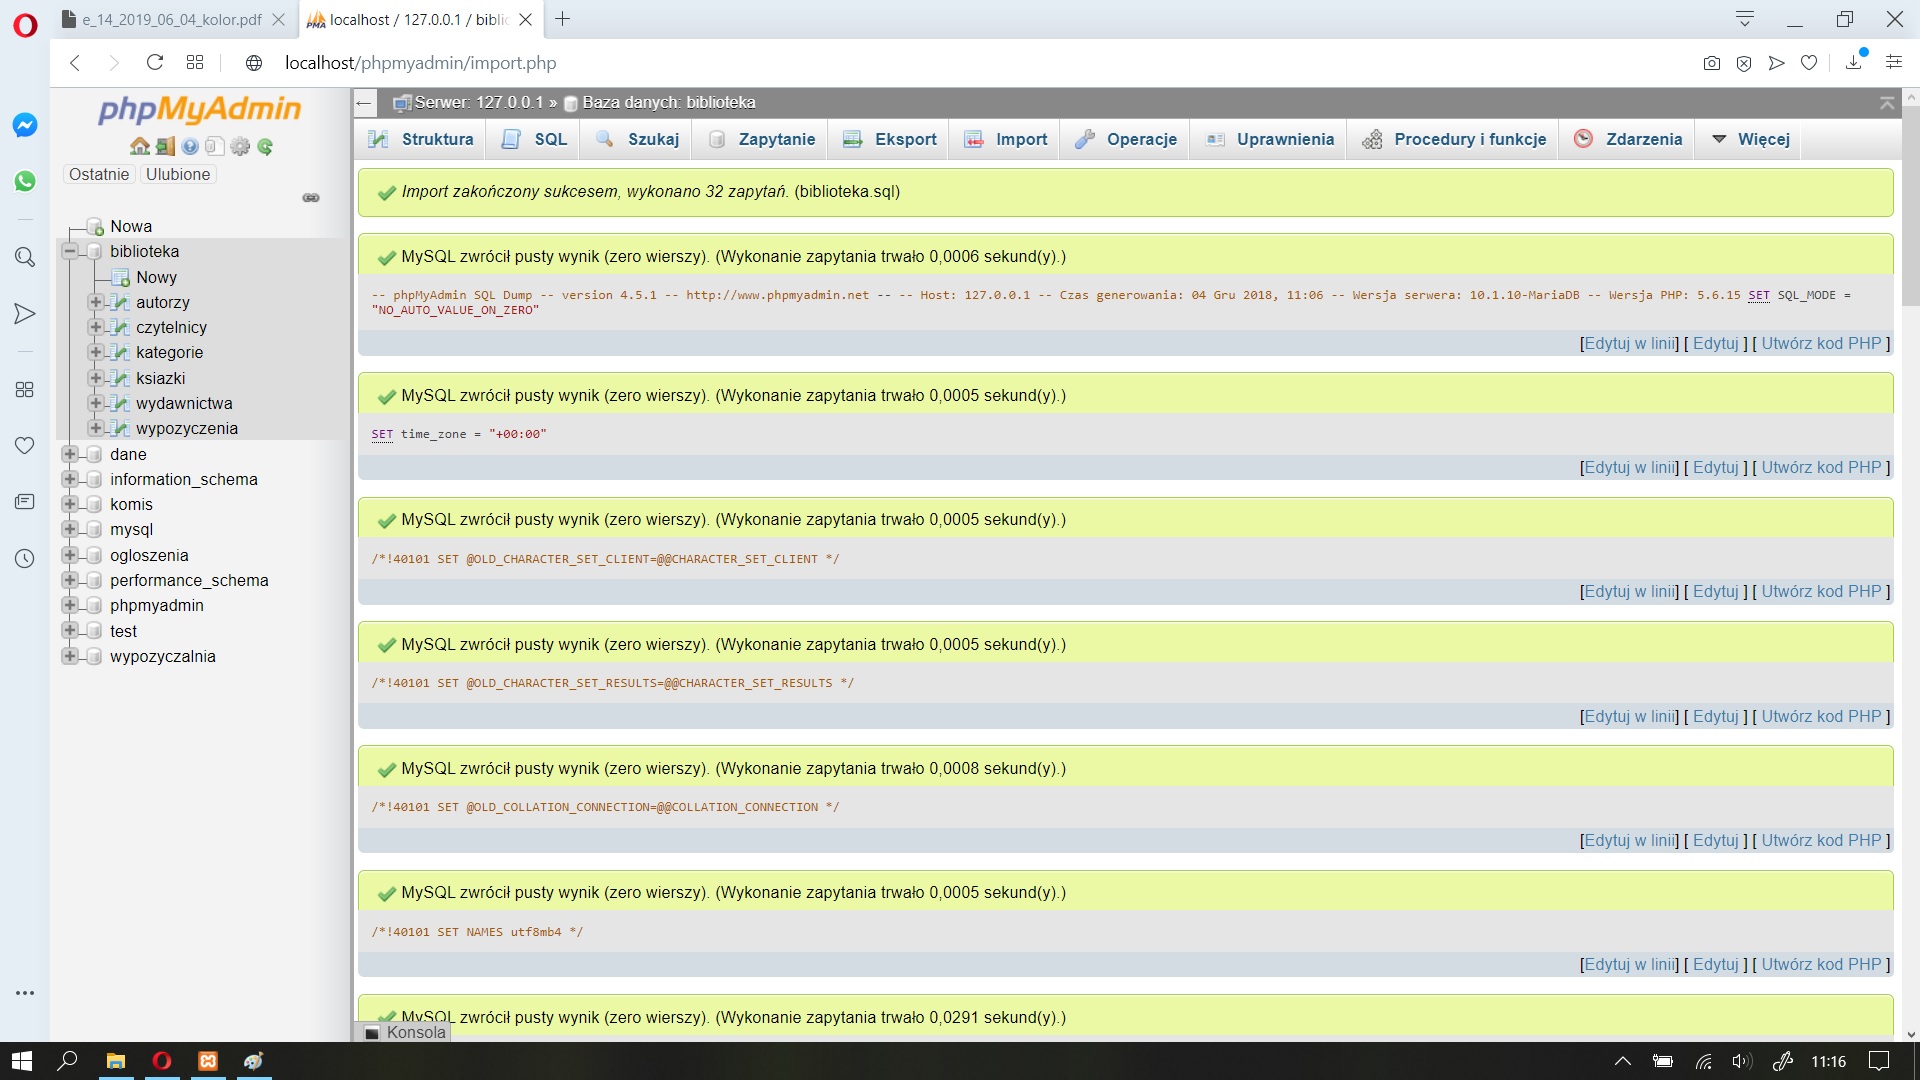 e_14_2019_06_04_kolor.pdf
localhost / 127.0.0.1 / biblio
localhost/phpmyadmin/import.php
phpMyAdmin
Ostatnie Ulubione
Nowa
biblioteka
Nowy
autorzy
czytelnicy
kategorie
ksiazki
wydawnictwa
wypozyczenia
dane
information_schema
komis
mysql
ogloszenia
performance_schema
phpmyadmin
test
wypozyczalnia
Serwer: 127.0.0.1 » Baza danych: biblioteka
Struktura SQL Szukaj Zapytanie Eksport Import Operacje Uprawnienia Procedury i funkcje Zdarzenia Więcej
Import zakończony sukcesem, wykonano 32 zapytań. (biblioteka.sql)
MySQL zwrócił pusty wynik (zero wierszy). (Wykonanie zapytania trwało 0,0006 sekund(y).)
-- phpMyAdmin SQL Dump -- version 4.5.1 -- http://www.phpmyadmin.net -- -- Host: 127.0.0.1 -- Czas generowania: 04 Gru 2018, 11:06 -- Wersja serwera: 10.1.10-MariaDB -- Wersja PHP: 5.6.15 SET SQL_MODE =
"NO_AUTO_VALUE_ON_ZERO"
[Edytuj w linii] [ Edytuj ] [ Utwórz kod PHP ]
MySQL zwrócił pusty wynik (zero wierszy). (Wykonanie zapytania trwało 0,0005 sekund(y).)
SET time_zone = "+00:00"
[Edytuj w linii] [ Edytuj ] [ Utwórz kod PHP ]
MySQL zwrócił pusty wynik (zero wierszy). (Wykonanie zapytania trwało 0,0005 sekund(y).)
/*!40101 SET @OLD_CHARACTER_SET_CLIENT=@@CHARACTER_SET_CLIENT */
[Edytuj w linii] [ Edytuj ] [ Utwórz kod PHP ]
MySQL zwrócił pusty wynik (zero wierszy). (Wykonanie zapytania trwało 0,0005 sekund(y).)
/*!40101 SET @OLD_CHARACTER_SET_RESULTS=@@CHARACTER_SET_RESULTS */
[Edytuj w linii] [ Edytuj ] [ Utwórz kod PHP ]
MySQL zwrócił pusty wynik (zero wierszy). (Wykonanie zapytania trwało 0,0008 sekund(y).)
/*!40101 SET @OLD_COLLATION_CONNECTION=@@COLLATION_CONNECTION */
[Edytuj w linii] [ Edytuj ] [ Utwórz kod PHP ]
MySQL zwrócił pusty wynik (zero wierszy). (Wykonanie zapytania trwało 0,0005 sekund(y).)
/*!40101 SET NAMES utf8mb4 */
[Edytuj w linii] [ Edytuj ] [ Utwórz kod PHP ]
MySQL zwrócił pusty wynik (zero wierszy). (Wykonanie zapytania trwało 0,0291 sekund(y).)
Konsola
11:16